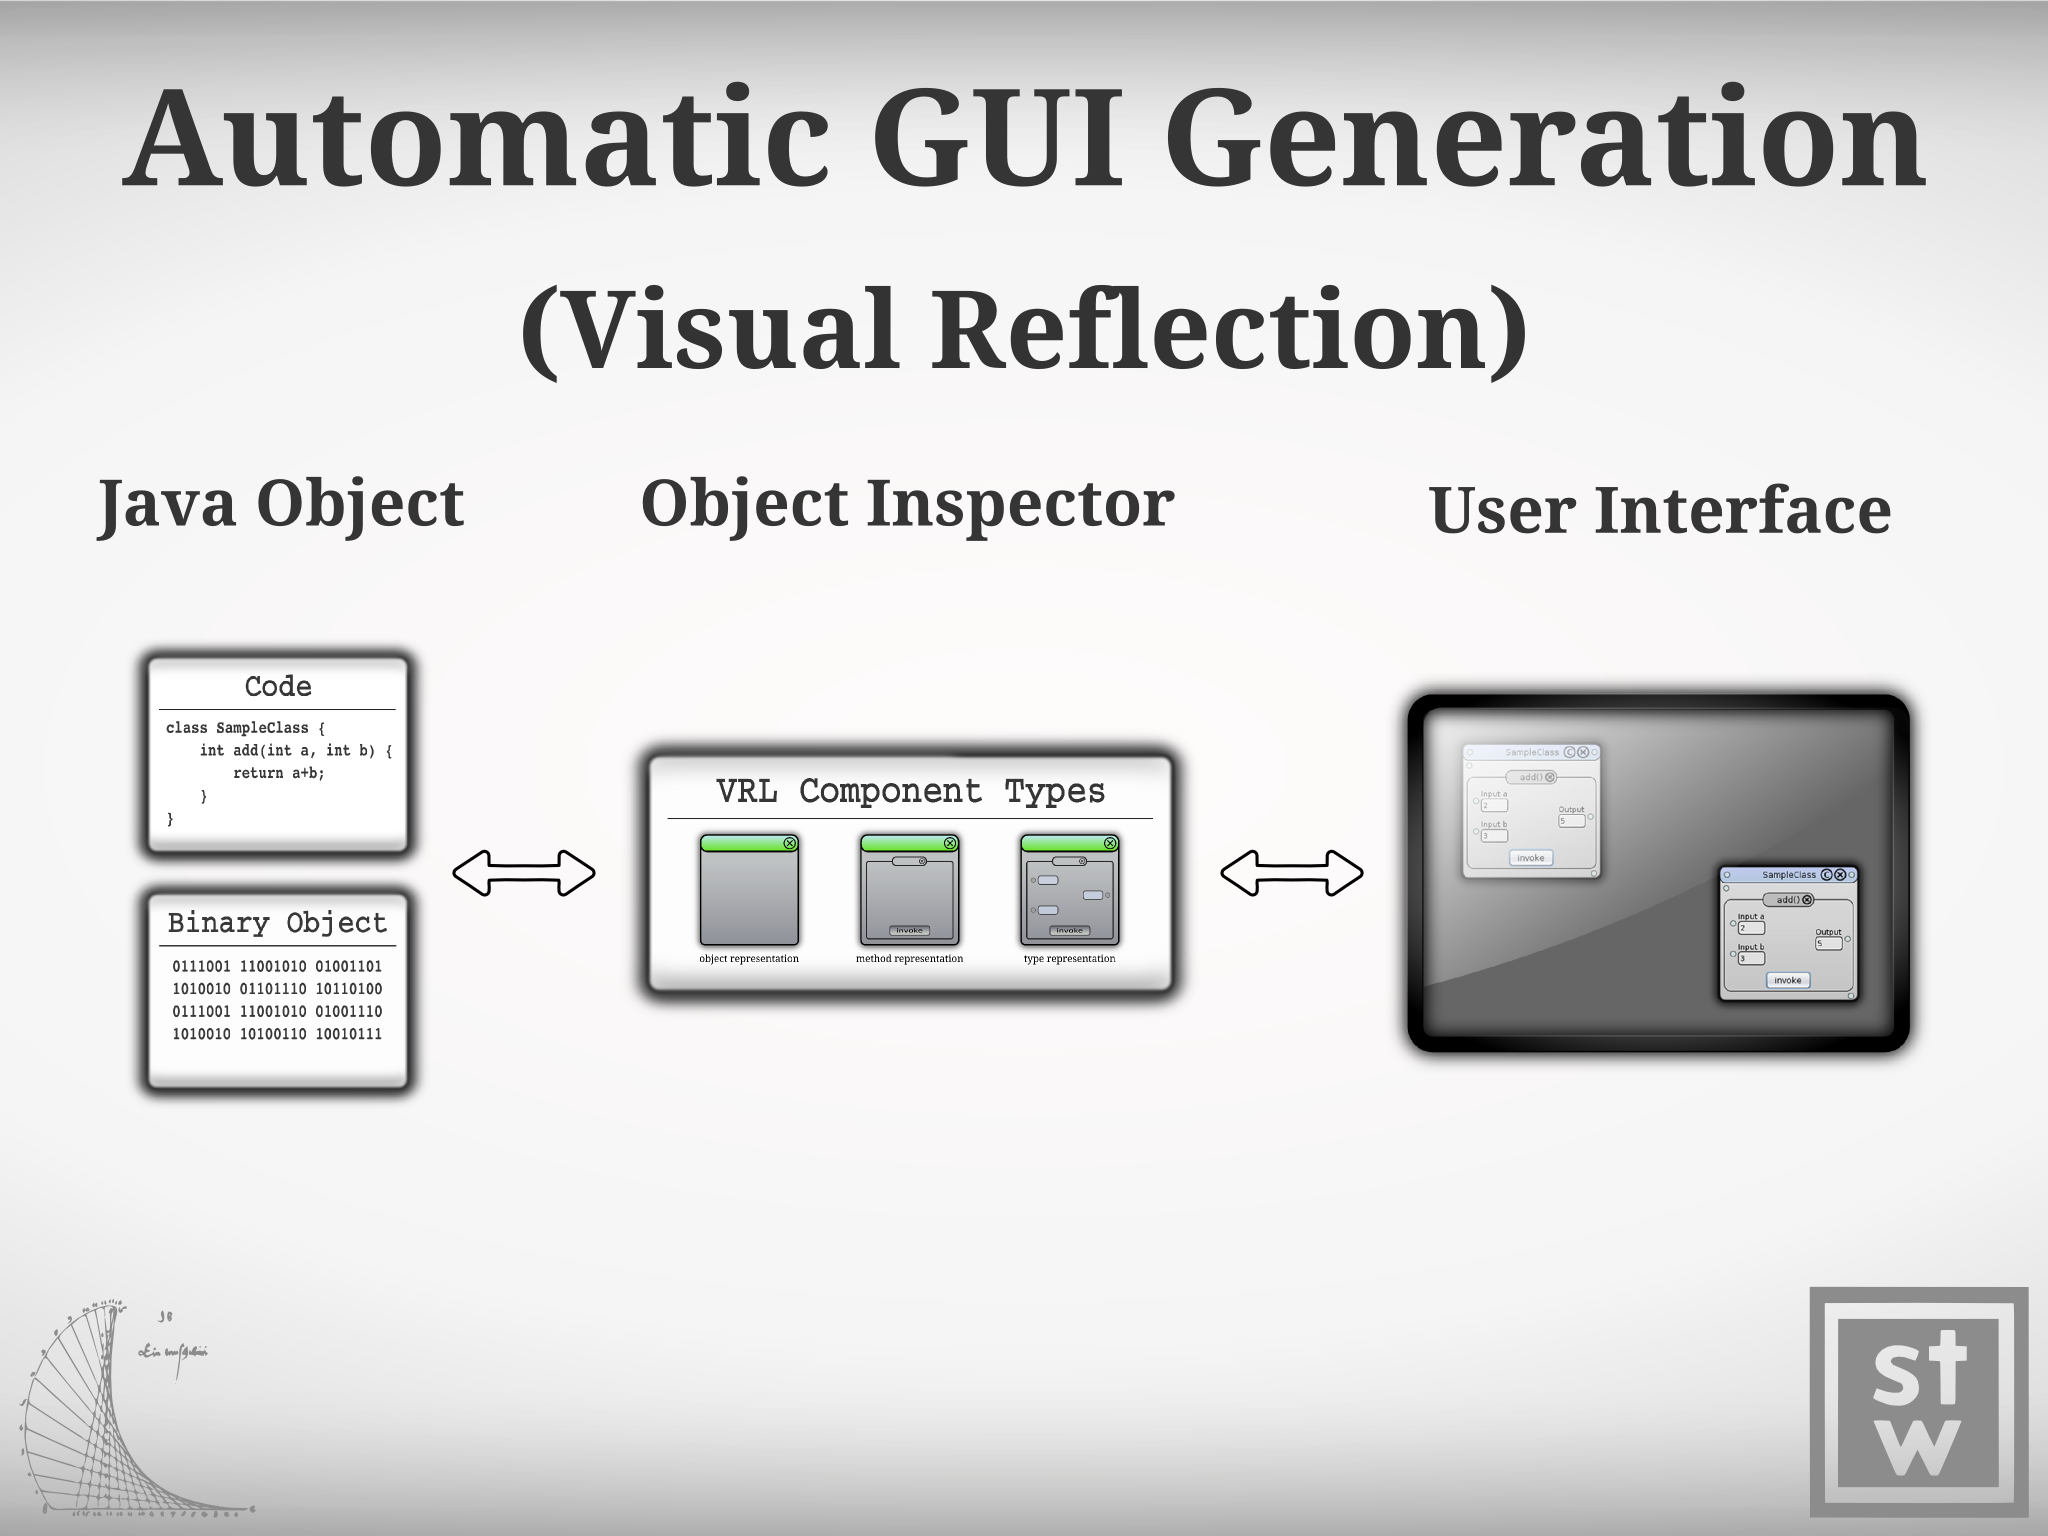 Automatic GUI Generation
(Visual Reflection)
Java Object
Object Inspector
User Interface
Code
class SampleClass {
    int add(int a, int b) {
        return a+b;
    }
}
Binary Object
0111001 11001010 01001101
1010010 01101110 10110100
0111001 11001010 01001110
1010010 10100110 10010111
VRL Component Types
invoke
invoke
object representation
method representation
type representation
SampleClass C
add()
Input a
2
Output
5
Input b
3
invoke
SampleClass C
add()
Input a
2
Output
5
Input b
3
invoke
st
w